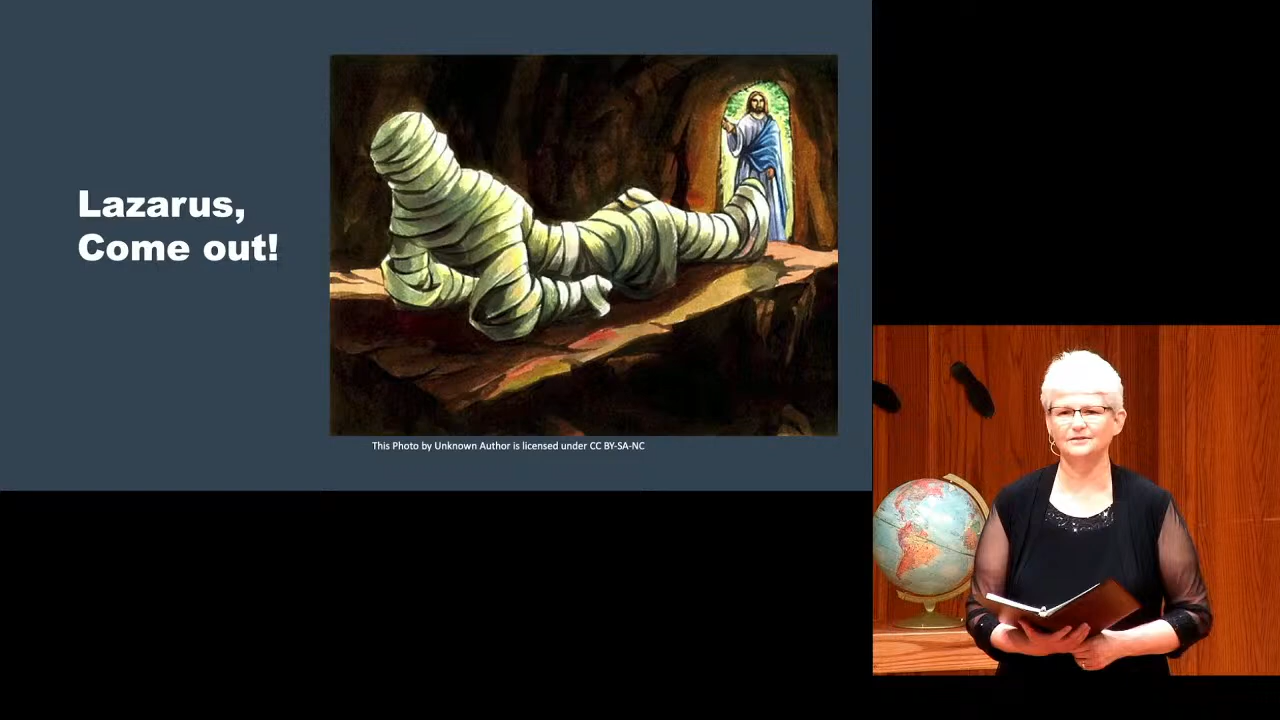 Lazarus,
Come out!
This Photo by Unknown Author is licensed under CC BY-SA-NC